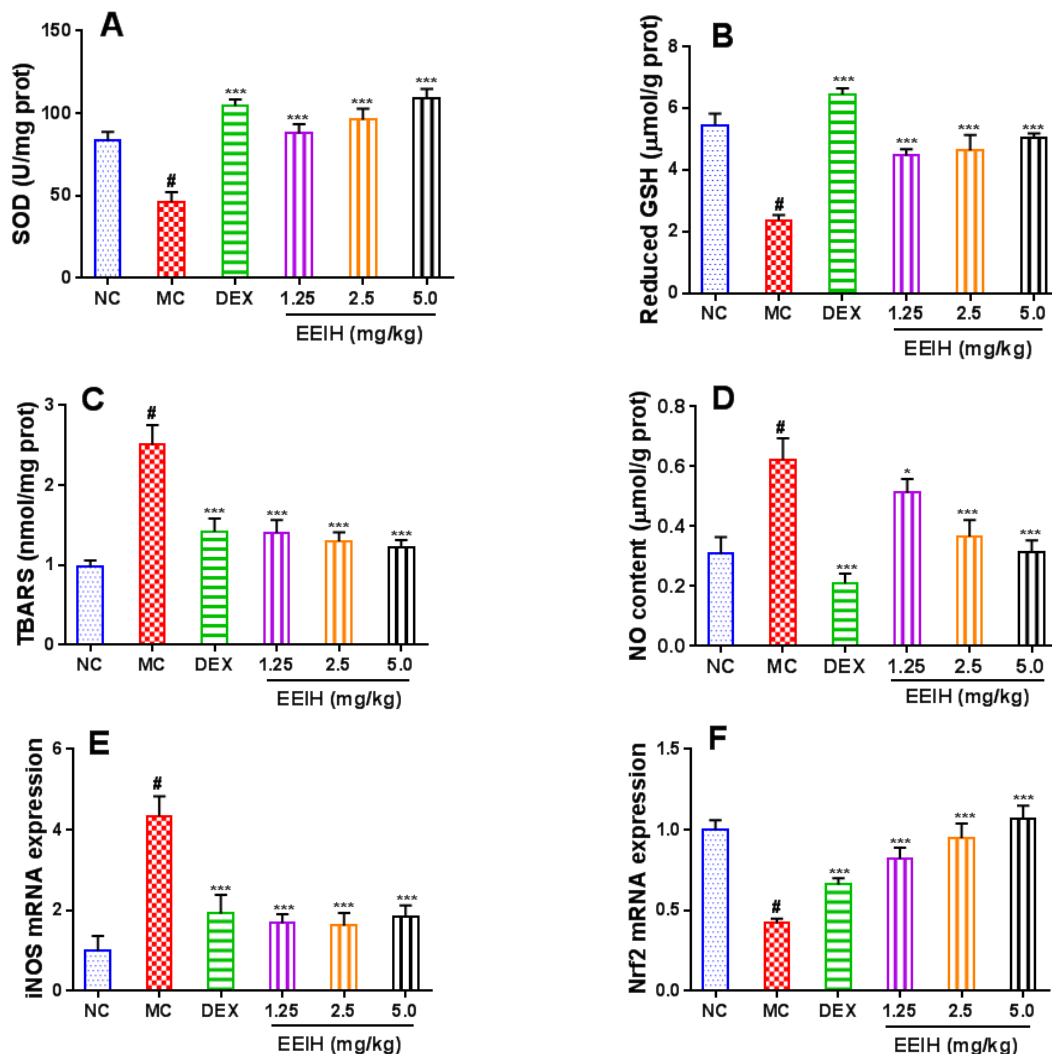 A
SOD (U/mg prot)
150
100
50
0
***
***
***
***
#
NC MC DEX 1.25 2.5 5.0
EEIH (mg/kg)
B
Reduced GSH (μmol/g prot)
8
6
4
2
0
***
***
***
***
#
NC MC DEX 1.25 2.5 5.0
EEIH (mg/kg)
C
TBARS (nmol/mg prot)
3
2
1
0
#
***
***
***
***
NC MC DEX 1.25 2.5 5.0
EEIH (mg/kg)
D
NO content (μmol/g prot)
0.8
0.6
0.4
0.2
0.0
#
***
*
***
***
NC MC DEX 1.25 2.5 5.0
EEIH (mg/kg)
E
iNOS mRNA expression
6
4
2
0
#
***
***
***
***
NC MC DEX 1.25 2.5 5.0
EEIH (mg/kg)
F
Nrf2 mRNA expression
1.5
1.0
0.5
0.0
#
***
***
***
***
NC MC DEX 1.25 2.5 5.0
EEIH (mg/kg)